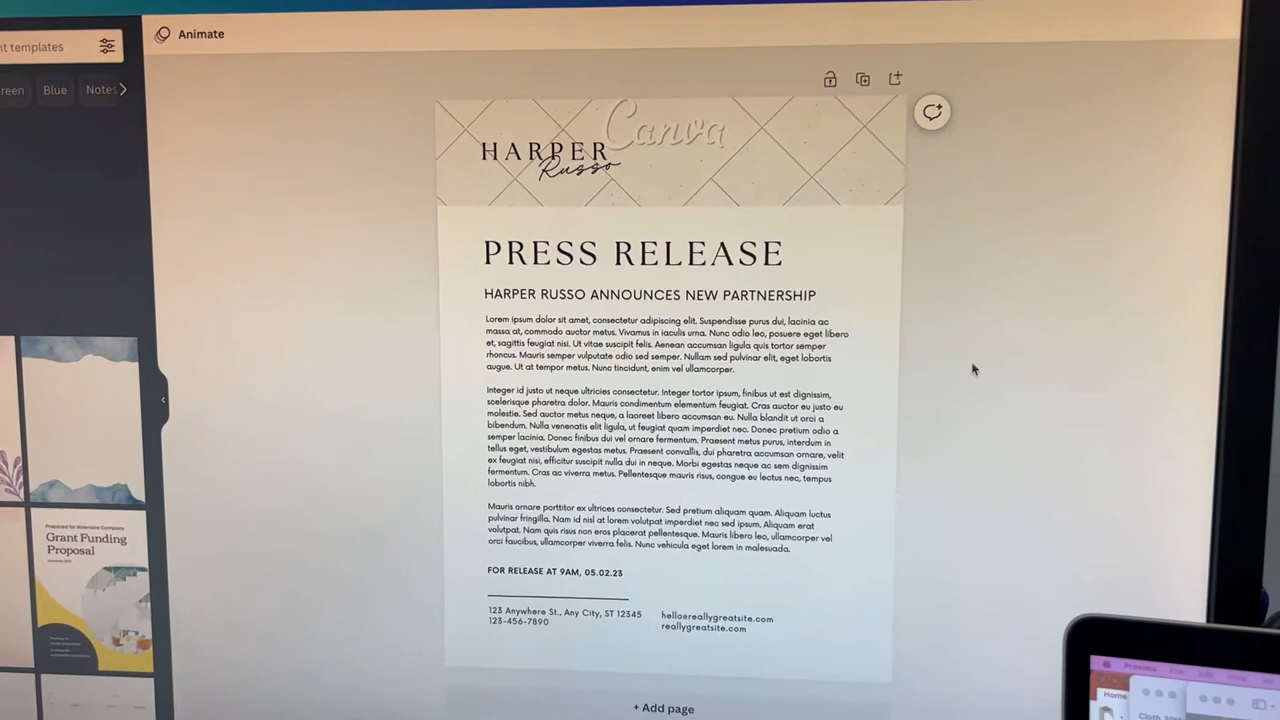 nt templates
Animate
reen
Blue
Notes
Canva
HARPER
Russo
PRESS RELEASE
HARPER RUSSO ANNOUNCES NEW PARTNERSHIP
Lorem ipsum dolor sit amet, consectetur adipiscing elit. Suspendisse purus dui, lacinia ac
massa at, commodo auctor metus. Vivamus in iaculis urna. Nunc odio leo, posuere eget libero
et, sagittis feugiat nisi. Ut vitae suscipit felis. Aenean accumsan ligula quis tortor semper
rhoncus. Mauris semper vulputate odio sed semper. Nullam sed pulvinar elit, eget lobortis
augue. Ut at tempor metus. Nunc tincidunt, enim vel ullamcorper.
Integer id justo ut neque ultricies consectetur. Integer tortor ipsum, finibus ut est dignissim,
scelerisque pharetra dolor. Mauris condimentum elementum feugiat. Cras auctor eu justo eu
molestie. Sed auctor metus neque, a laoreet libero accumsan eu. Nulla blandit ut orci a
bibendum. Nulla venenatis elit ligula, ut feugiat quam imperdiet nec. Donec pretium odio a
semper lacinia. Donec finibus dui vel ornare fermentum. Praesent metus purus, interdum in
tellus eget, vestibulum egestas metus. Praesent convallis, dui pharetra accumsan ornare, velit
ex feugiat nisi, efficitur suscipit nulla dui in neque. Morbi egestas neque ac sem dignissim
fermentum. Cras ac viverra metus. Pellentesque mauris risus, congue eu lectus nec, tempus
lobortis nibh.
Mauris ornare porttitor ex ultrices consectetur. Sed pretium aliquam quam. Aliquam luctus
pulvinar fringilla. Nam id nisl at lorem volutpat imperdiet nec sed ipsum. Aliquam erat
volutpat. Nam quis risus non eros placerat pellentesque. Mauris libero leo, ullamcorper vel
orci faucibus, ullamcorper viverra felis. Nunc vehicula eget lorem in malesuada.
FOR RELEASE AT 9AM, 05.02.23
123 Anywhere St., Any City, ST 12345
123-456-7890
hello@reallygreatsite.com
reallygreatsite.com
+ Add page
Prepared for Aldenaire Company
Grant Funding
Proposal
Preview
File
Edit
View
Home